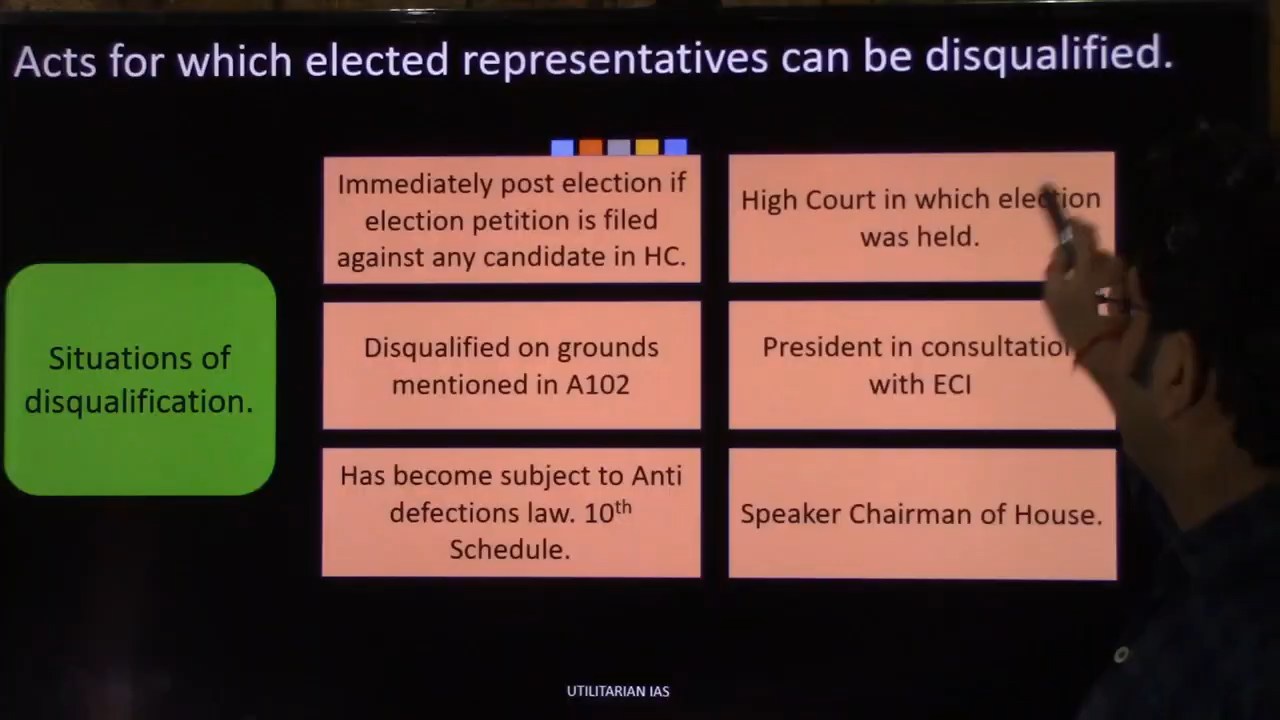 Acts for which elected representatives can be disqualified.
Immediately post election if
election petition is filed
against any candidate in HC.
High Court in which election
was held.
Situations of
disqualification.
Disqualified on grounds
mentioned in A102
President in consultation
with ECI
Has become subject to Anti
defections law. 10th
Schedule.
Speaker Chairman of House.
UTILITARIAN IAS